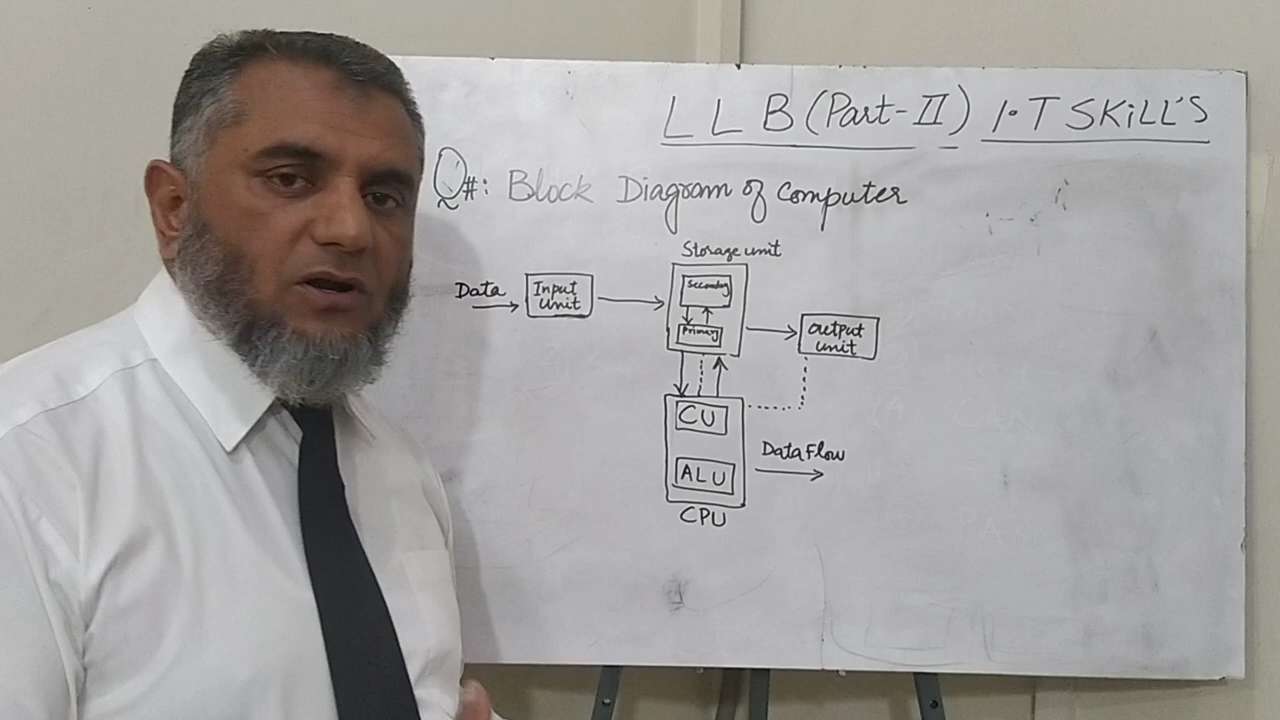 LLB (Part-II) I.T SKiLL'S
Q#: Block Diagram of Computer
Storage unit
Data
Input
unit
Secondary
Primary
output
unit
CU
ALU
Data Flow
CPU